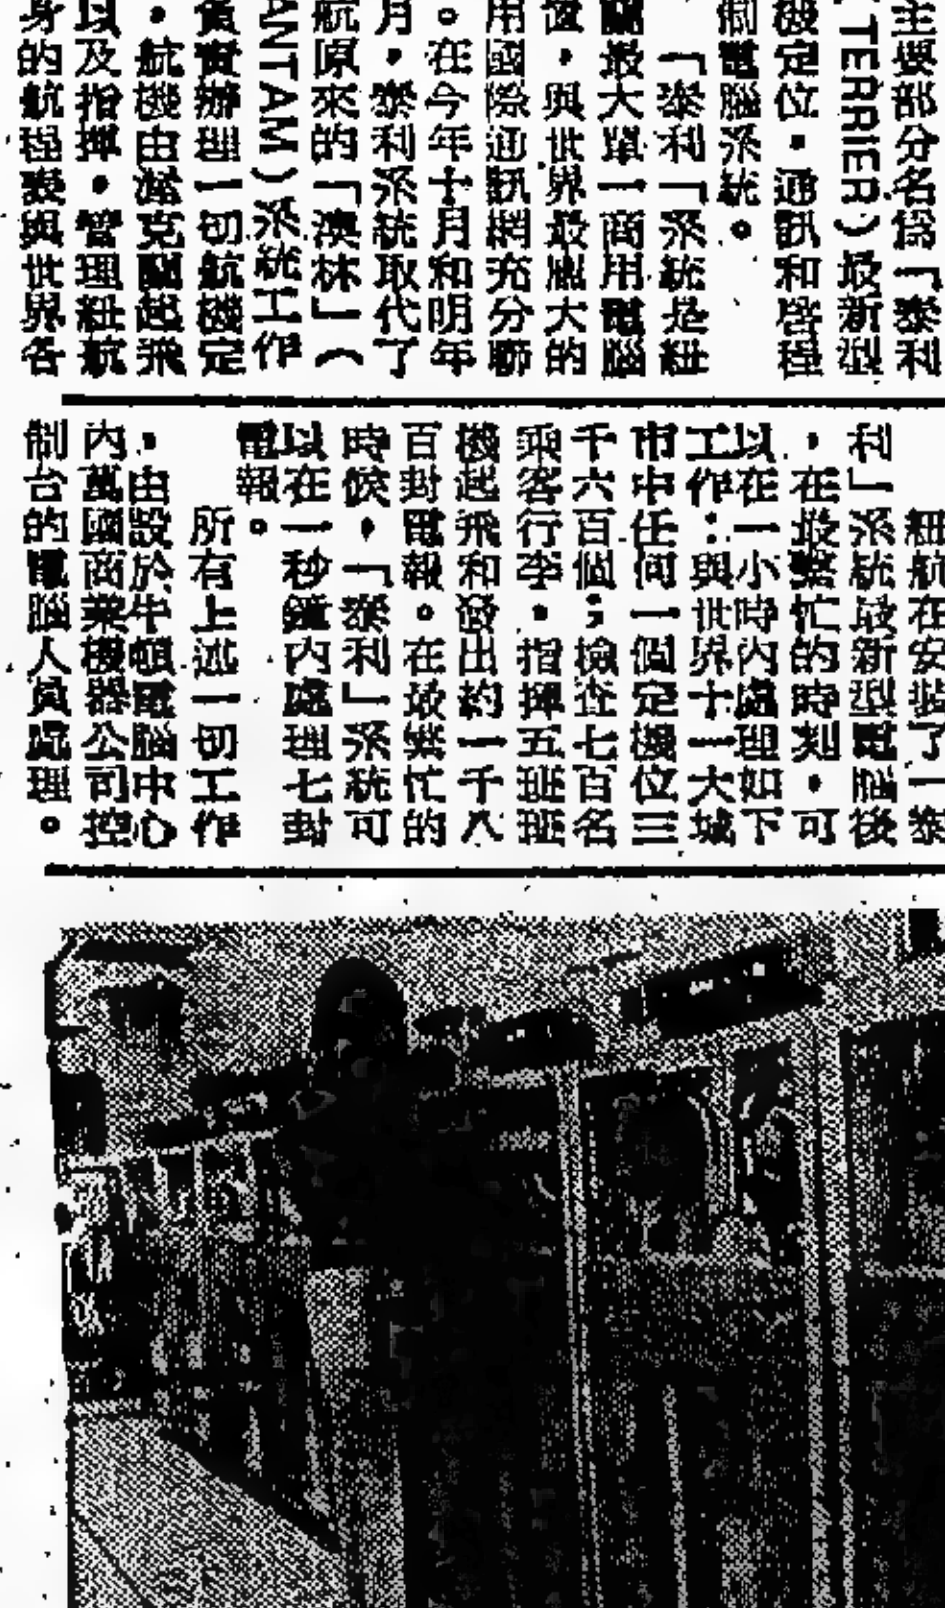 主要部分名爲「泰利
(TERRIER)最新型
機定位,通訊和啓程
個電腦系統。
「泰利「系統是紐
蘭最大單一商用電腦
,與世界最龐大的
用國際通訊網充分聯
。在今年十月和明年
月,泰利系統取代了
航原來的「澳林」(
ANTAM)系統工作
負責辦理一切航機定
,航機由屋克蘭起飛
以及指揮,管理紐航
身的航程表與世界各
紐航在安裝了一泰
利」系統最新型電腦後
,在最繁忙的時刻,可
以在一小時內處理如下
工作:與世界十一大城
市中任何一個定機位三
千六百個;檢查七百名
乘客行李,指揮五班班
機起飛和發出約一千八
百封電報。在最繁忙的
時候,「泰利」系統可
以在一秒鐘內處理七封
電報。
所有上述一切工作
,由設於牛頓電腦中心
內萬國商業機器公司控
制台的電腦人員處理。